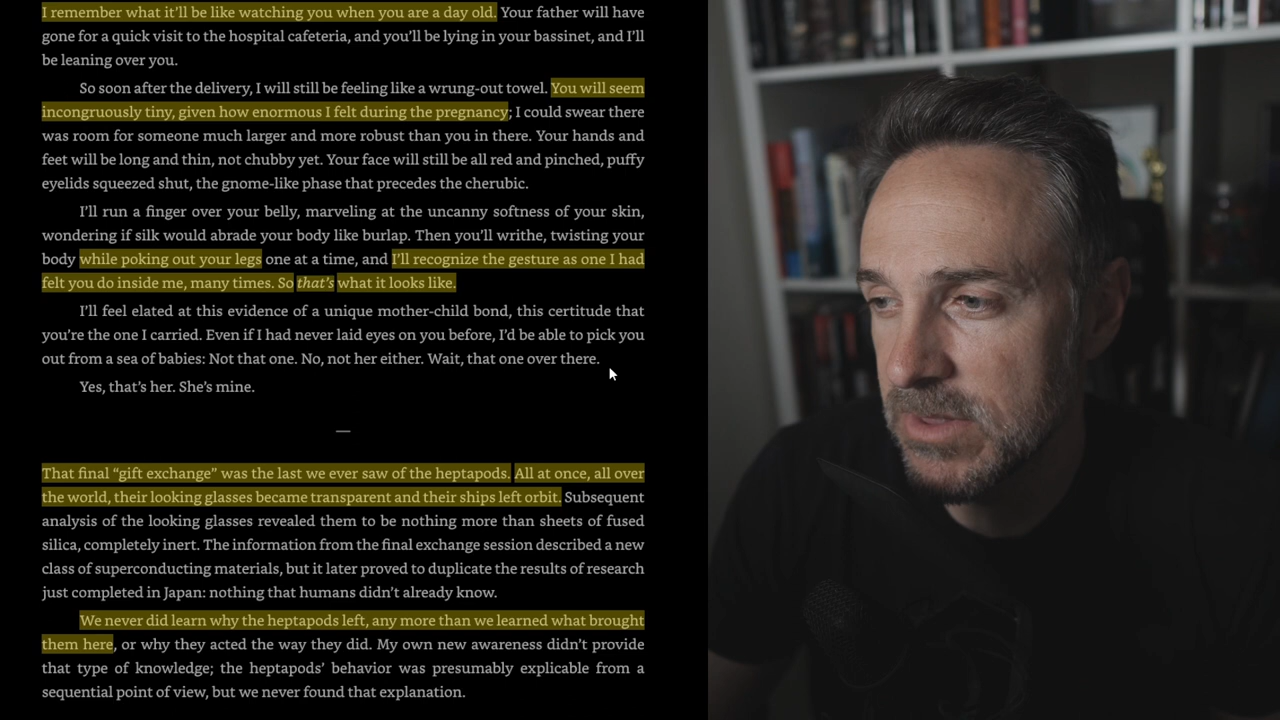 I remember what it’ll be like watching you when you are a day old. Your father will have
gone for a quick visit to the hospital cafeteria, and you’ll be lying in your bassinet, and I’ll
be leaning over you.
So soon after the delivery, I will still be feeling like a wrung-out towel. You will seem
incongruously tiny, given how enormous I felt during the pregnancy; I could swear there
was room for someone much larger and more robust than you in there. Your hands and
feet will be long and thin, not chubby yet. Your face will still be all red and pinched, puffy
eyelids squeezed shut, the gnome-like phase that precedes the cherubic.
I’ll run a finger over your belly, marveling at the uncanny softness of your skin,
wondering if silk would abrade your body like burlap. Then you’ll writhe, twisting your
body while poking out your legs one at a time, and I’ll recognize the gesture as one I had
felt you do inside me, many times. So that’s what it looks like.
I’ll feel elated at this evidence of a unique mother-child bond, this certitude that
you’re the one I carried. Even if I had never laid eyes on you before, I’d be able to pick you
out from a sea of babies: Not that one. No, not her either. Wait, that one over there.
Yes, that’s her. She’s mine.
—
That final “gift exchange” was the last we ever saw of the heptapods. All at once, all over
the world, their looking glasses became transparent and their ships left orbit. Subsequent
analysis of the looking glasses revealed them to be nothing more than sheets of fused
silica, completely inert. The information from the final exchange session described a new
class of superconducting materials, but it later proved to duplicate the results of research
just completed in Japan: nothing that humans didn’t already know.
We never did learn why the heptapods left, any more than we learned what brought
them here, or why they acted the way they did. My own new awareness didn’t provide
that type of knowledge; the heptapods’ behavior was presumably explicable from a
sequential point of view, but we never found that explanation.